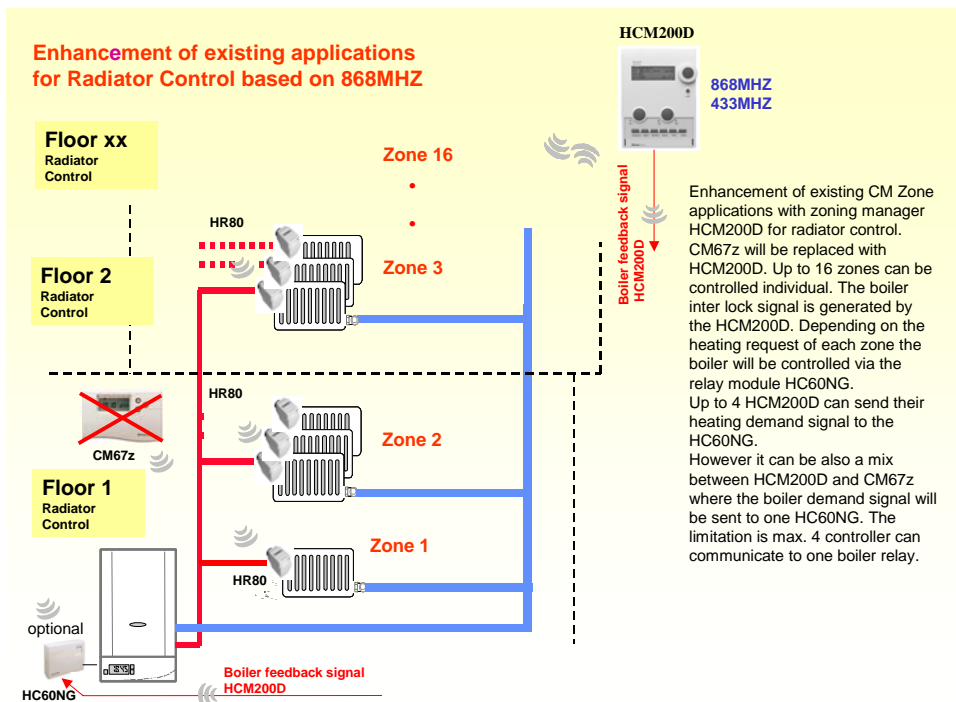 Enhancement of existing applications
for Radiator Control based on 868MHZ
HCM200D
868MHZ
433MHZ
Floor xx
Radiator
Control
Zone 16
•
•
HR80
Zone 3
Floor 2
Radiator
Control
Boiler feedback signal
HCM200D
Enhancement of existing CM Zone
applications with zoning manager
HCM200D for radiator control.
CM67z will be replaced with
HCM200D. Up to 16 zones can be
controlled individual. The boiler
inter lock signal is generated by
the HCM200D. Depending on the
heating request of each zone the
boiler will be controlled via the
relay module HC60NG.
Up to 4 HCM200D can send their
heating demand signal to the
HC60NG.
However it can be also a mix
between HCM200D and CM67z
where the boiler demand signal will
be sent to one HC60NG. The
limitation is max. 4 controller can
communicate to one boiler relay.
HR80
CM67z
Zone 2
Floor 1
Radiator
Control
Zone 1
HR80
optional
HC60NG
Boiler feedback signal
HCM200D